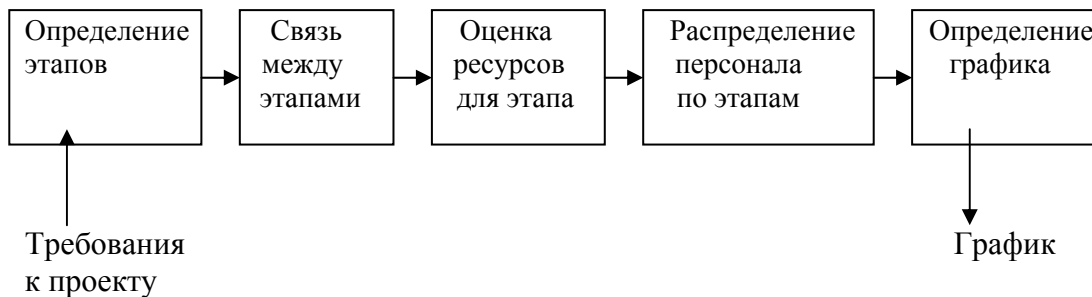 Определение
этапов
Связь
между
этапами
Оценка
ресурсов
для этапа
Распределение
персонала
по этапам
Определение
графика
Требования
к проекту
График